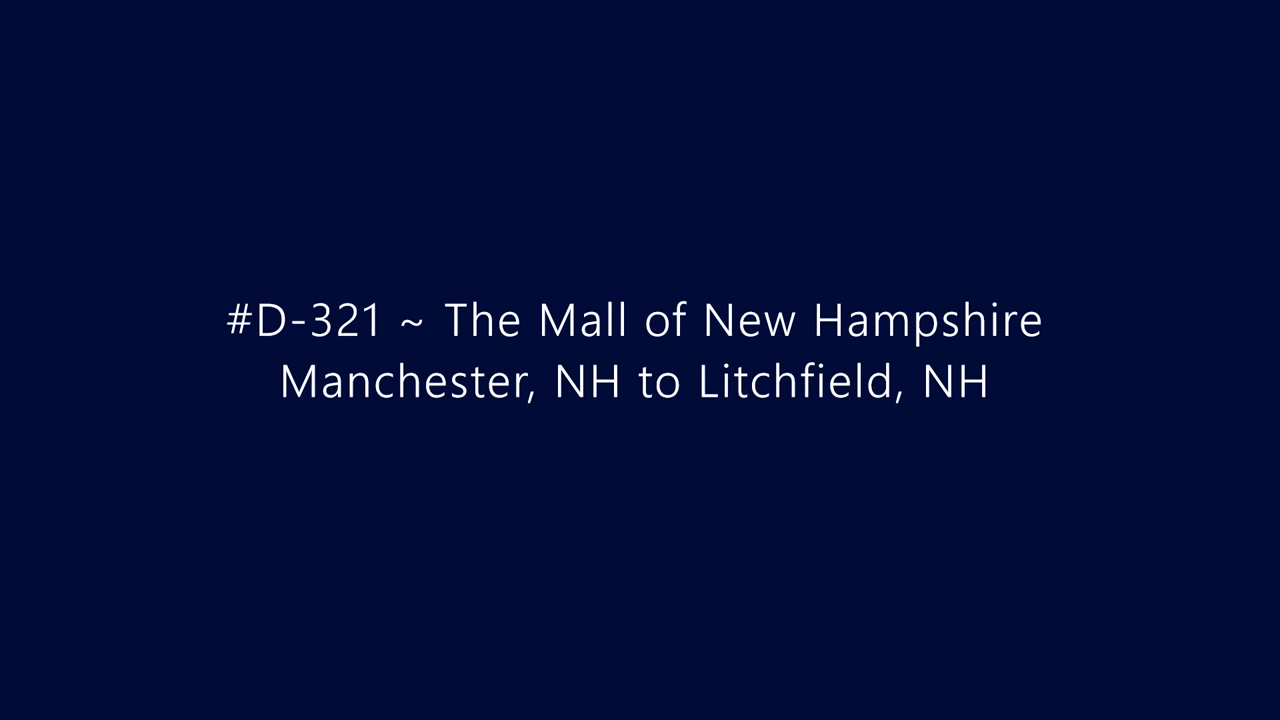 #D-321 ~ The Mall of New Hampshire
Manchester, NH to Litchfield, NH